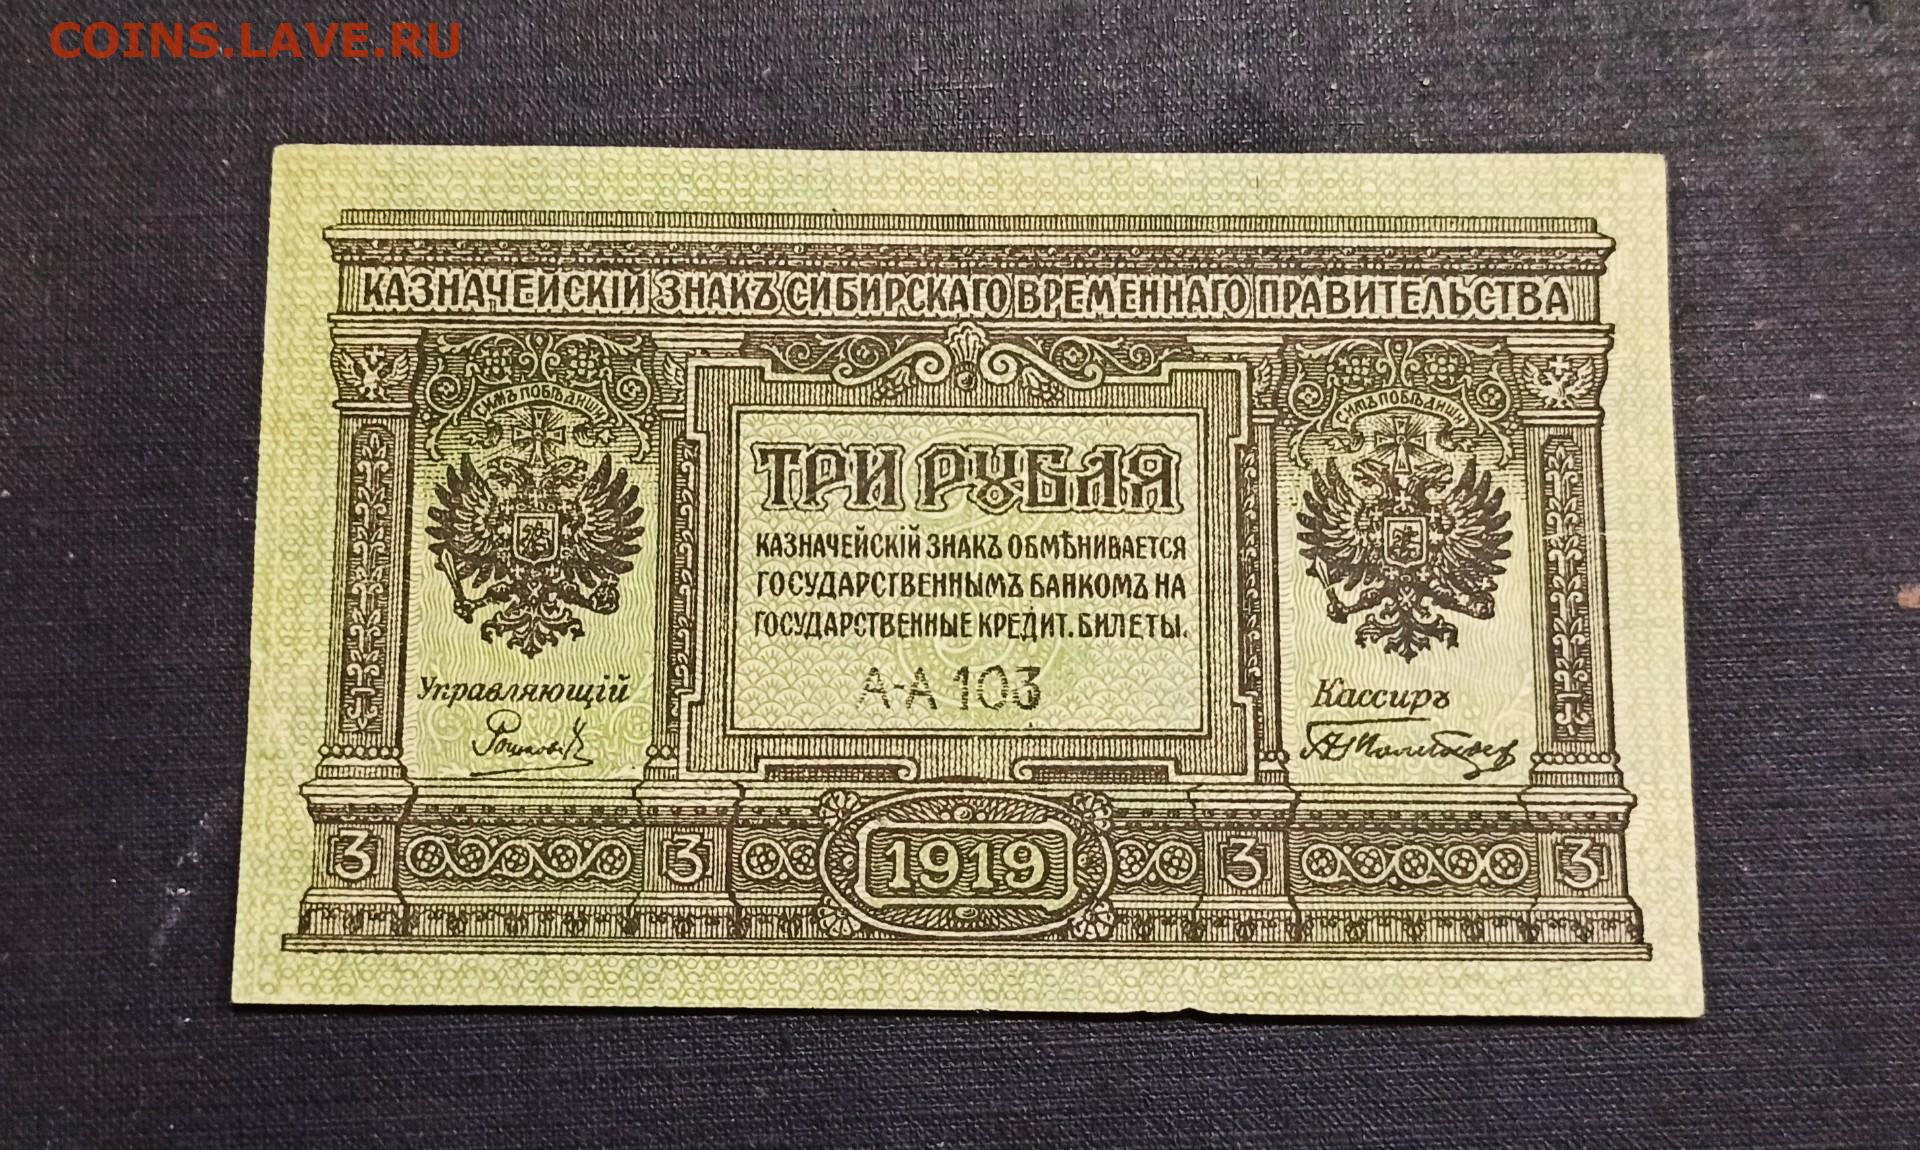 COINS.LAVE.RU
КАЗНАЧЕЙСКІЙ ЗНАКЪ СИБИРСКАГО ВРЕМЕННАГО ПРАВИТЕЛЬСТВА
СИМЪ ПОБѢДИШИ
СИМЪ ПОБѢДИШИ
ТРИ РУБЛЯ
КАЗНАЧЕЙСКІЙ ЗНАКЪ ОБМѢНИВАЕТСЯ
ГОСУДАРСТВЕННЫМЪ БАНКОМЪ НА
ГОСУДАРСТВЕННЫЕ КРЕДИТ. БИЛЕТЫ.
А-А 103
Управляющій
Кассиръ
3 3 1919 3 3